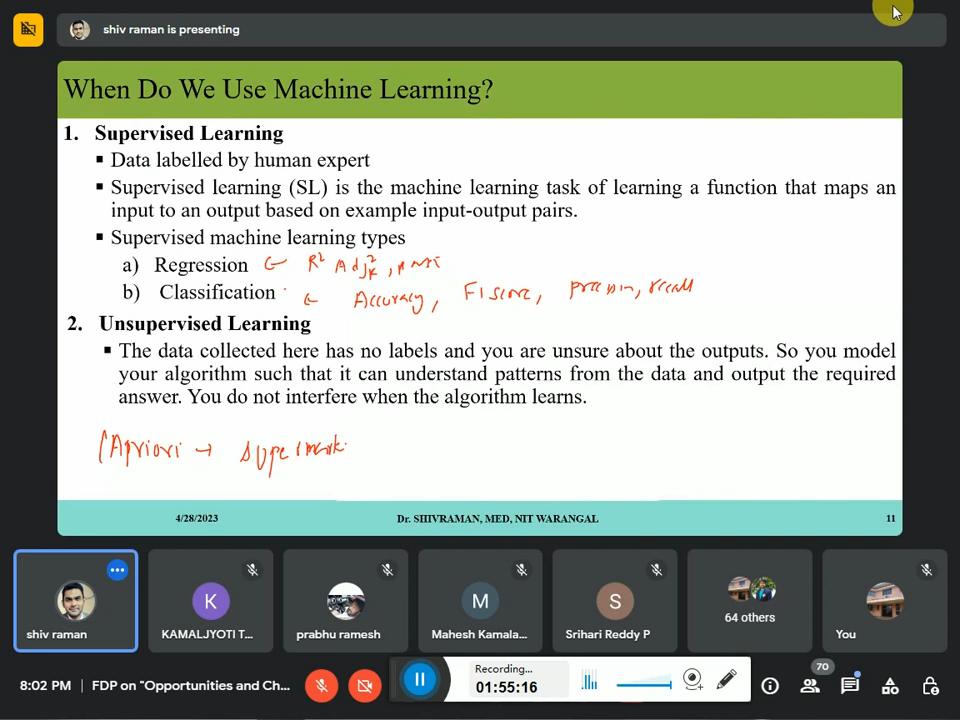 shiv raman is presenting
When Do We Use Machine Learning?
1. Supervised Learning
▪ Data labelled by human expert
▪ Supervised learning (SL) is the machine learning task of learning a function that maps an
input to an output based on example input-output pairs.
▪ Supervised machine learning types
a) Regression ← R² Adj R²,
b) Classification ← Accuracy, F1 score, precision, recall
2. Unsupervised Learning
▪ The data collected here has no labels and you are unsure about the outputs. So you model
your algorithm such that it can understand patterns from the data and output the required
answer. You do not interfere when the algorithm learns.
(Apriori → supermark
4/28/2023 Dr. SHIVRAMAN, MED, NIT WARANGAL 11
shiv raman
K
KAMALJYOTI T...
prabhu ramesh
M
Mahesh Kamala...
S
Srihari Reddy P
64 others
You
8:02 PM | FDP on "Opportunities and Ch...
Recording...
01:55:16
70